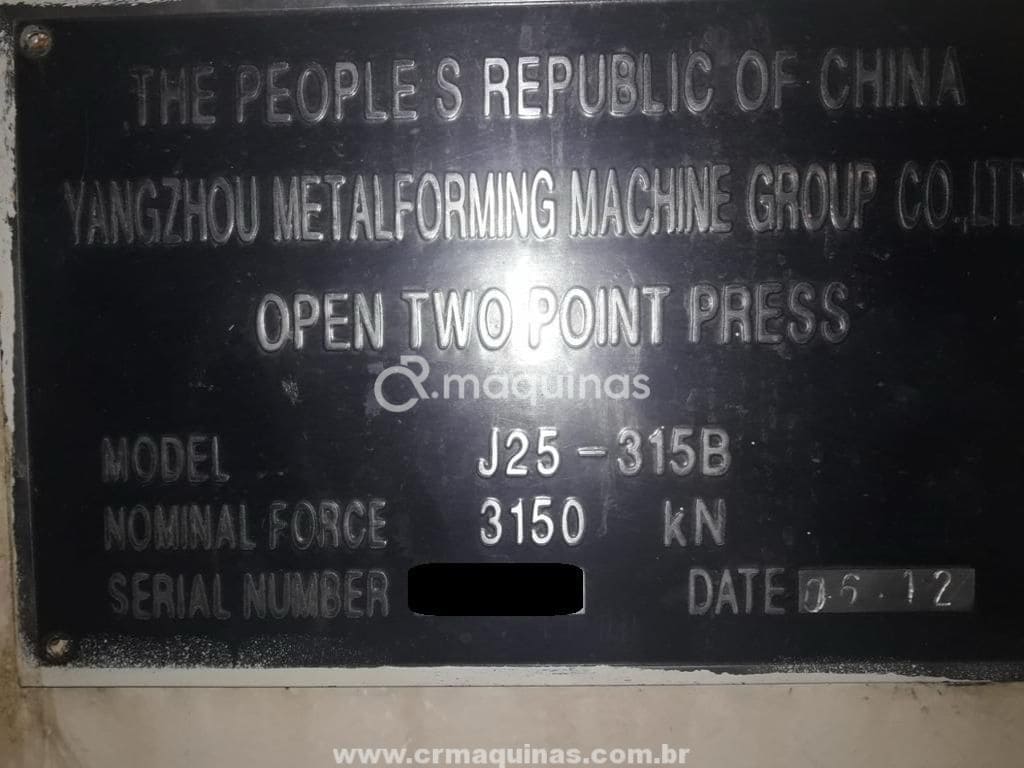 THE PEOPLE S REPUBLIC OF CHINA
YANGZHOU METALFORMING MACHINE GROUP CO.,LTD
OPEN TWO POINT PRESS
CR.maquinas
MODEL J25-315B
NOMINAL FORCE 3150 kN
SERIAL NUMBER DATE 06.12
www.crmaquinas.com.br